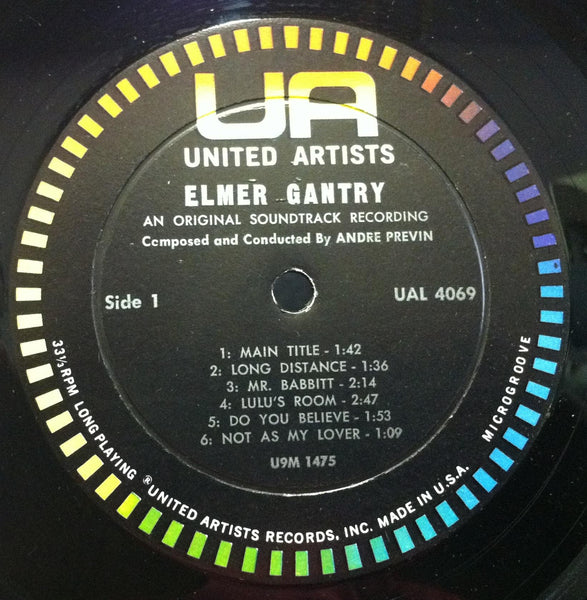 UA
UNITED ARTISTS
ELMER GANTRY
AN ORIGINAL SOUNDTRACK RECORDING
Composed and Conducted By ANDRE PREVIN
Side 1
UAL 4069
1: MAIN TITLE - 1:42
2: LONG DISTANCE - 1:36
3: MR. BABBITT - 2:14
4: LULU'S ROOM - 2:47
5: DO YOU BELIEVE - 1:53
6: NOT AS MY LOVER - 1:09
U9M 1475
33⅓ RPM LONG PLAYING ® UNITED ARTISTS RECORDS, INC. MADE IN U.S.A. MICROGROOVE